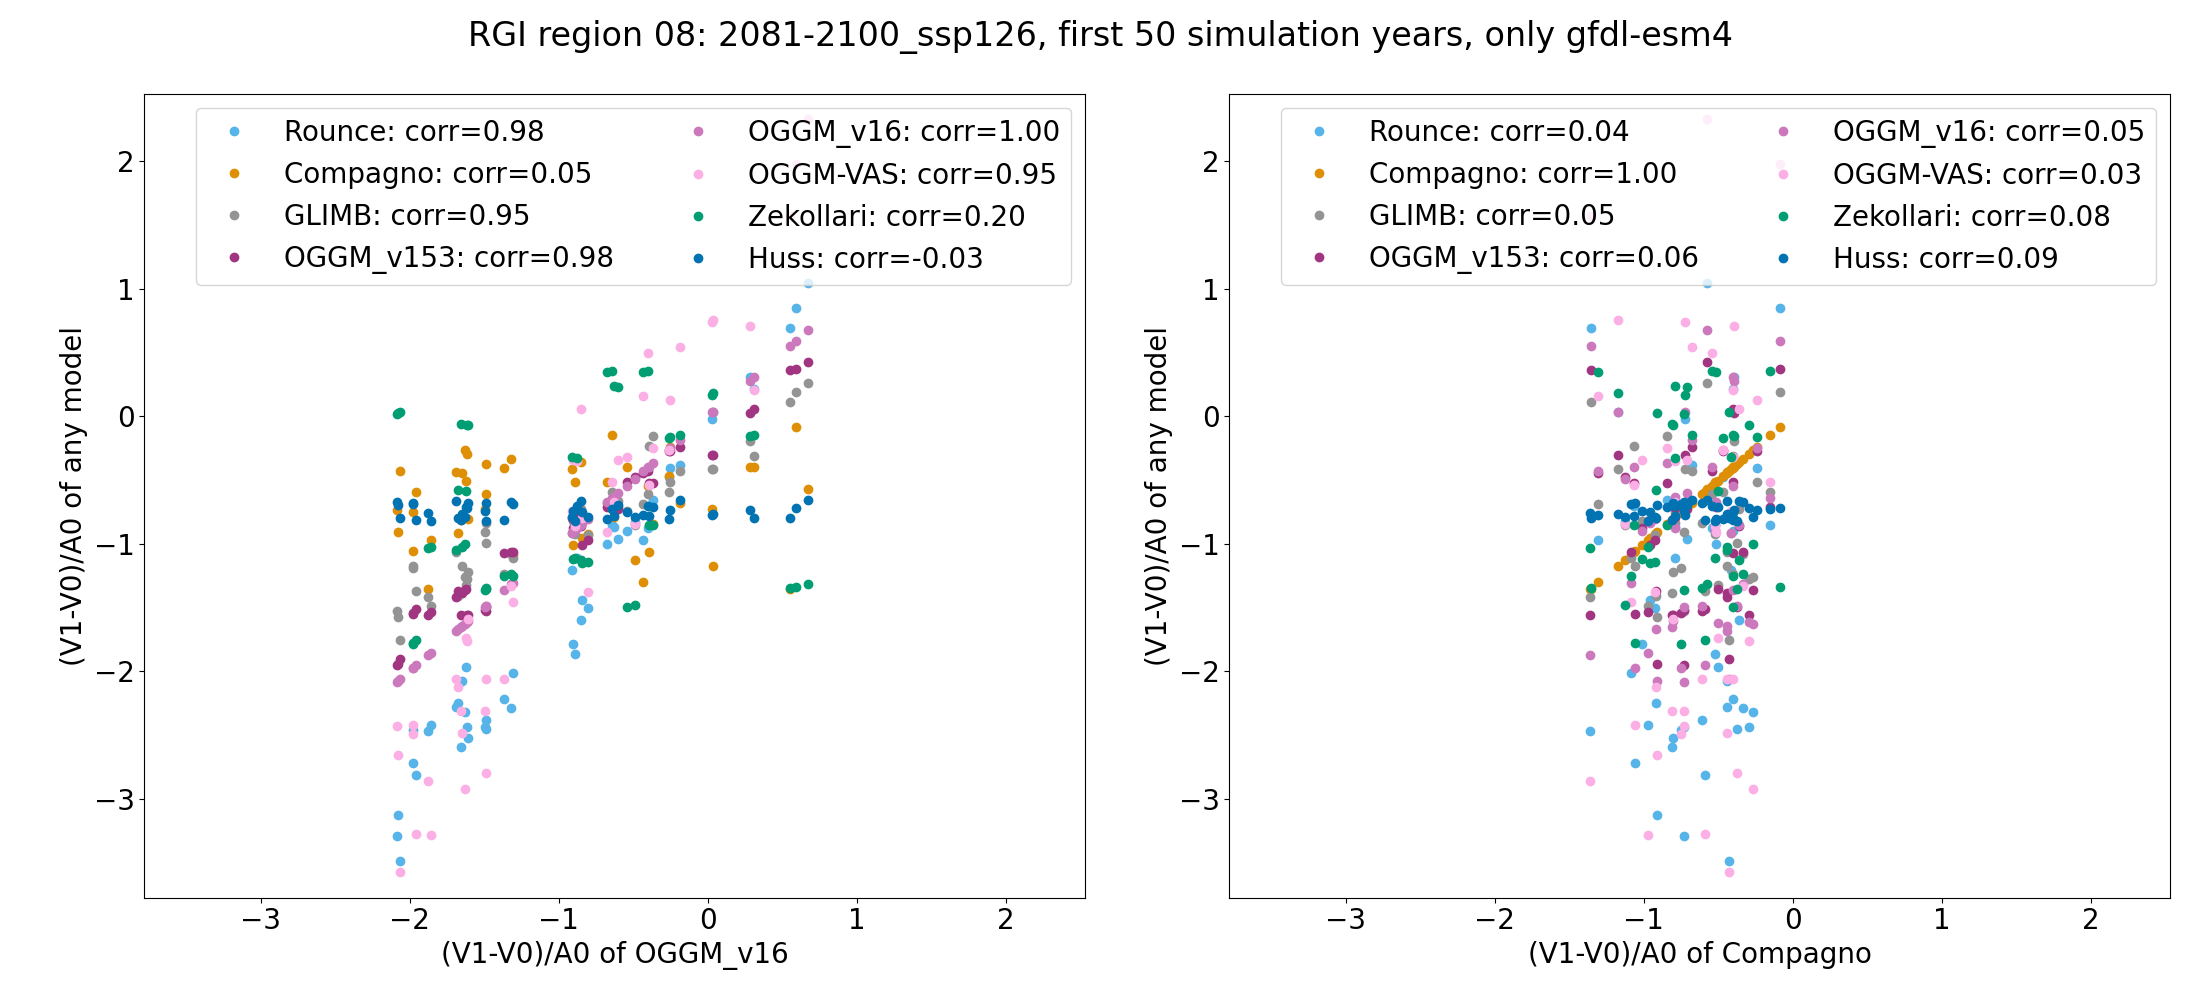 RGI region 08: 2081-2100_ssp126, first 50 simulation years, only gfdl-esm4
(V1-V0)/A0 of any model
2
1
0
−1
−2
−3
Rounce: corr=0.98
Compagno: corr=0.05
GLIMB: corr=0.95
OGGM_v153: corr=0.98
OGGM_v16: corr=1.00
OGGM-VAS: corr=0.95
Zekollari: corr=0.20
Huss: corr=-0.03
−3 −2 −1 0 1 2
(V1-V0)/A0 of OGGM_v16
(V1-V0)/A0 of any model
2
1
0
−1
−2
−3
Rounce: corr=0.04
Compagno: corr=1.00
GLIMB: corr=0.05
OGGM_v153: corr=0.06
OGGM_v16: corr=0.05
OGGM-VAS: corr=0.03
Zekollari: corr=0.08
Huss: corr=0.09
−3 −2 −1 0 1 2
(V1-V0)/A0 of Compagno